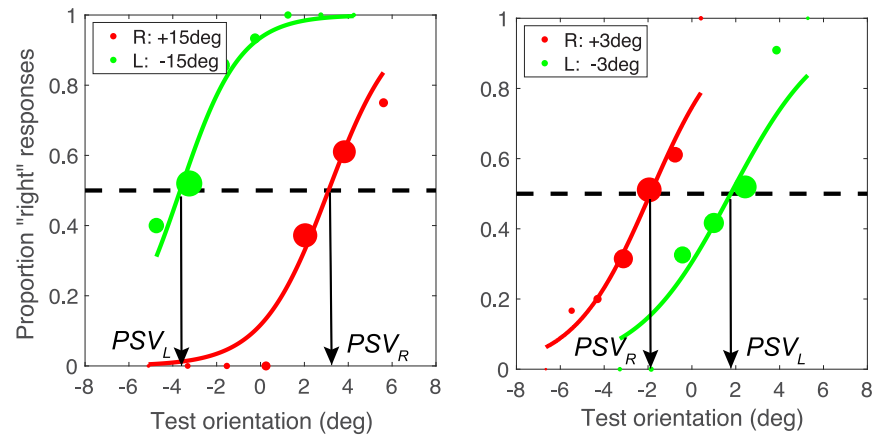 R: +15deg
L: -15deg
Proportion "right" responses
1
0.8
0.6
0.4
0.2
0
PSV_L
PSV_R
-8 -6 -4 -2 0 2 4 6 8
Test orientation (deg)
R: +3deg
L: -3deg
1
0.8
0.6
0.4
0.2
0
PSV_R
PSV_L
-8 -6 -4 -2 0 2 4 6 8
Test orientation (deg)